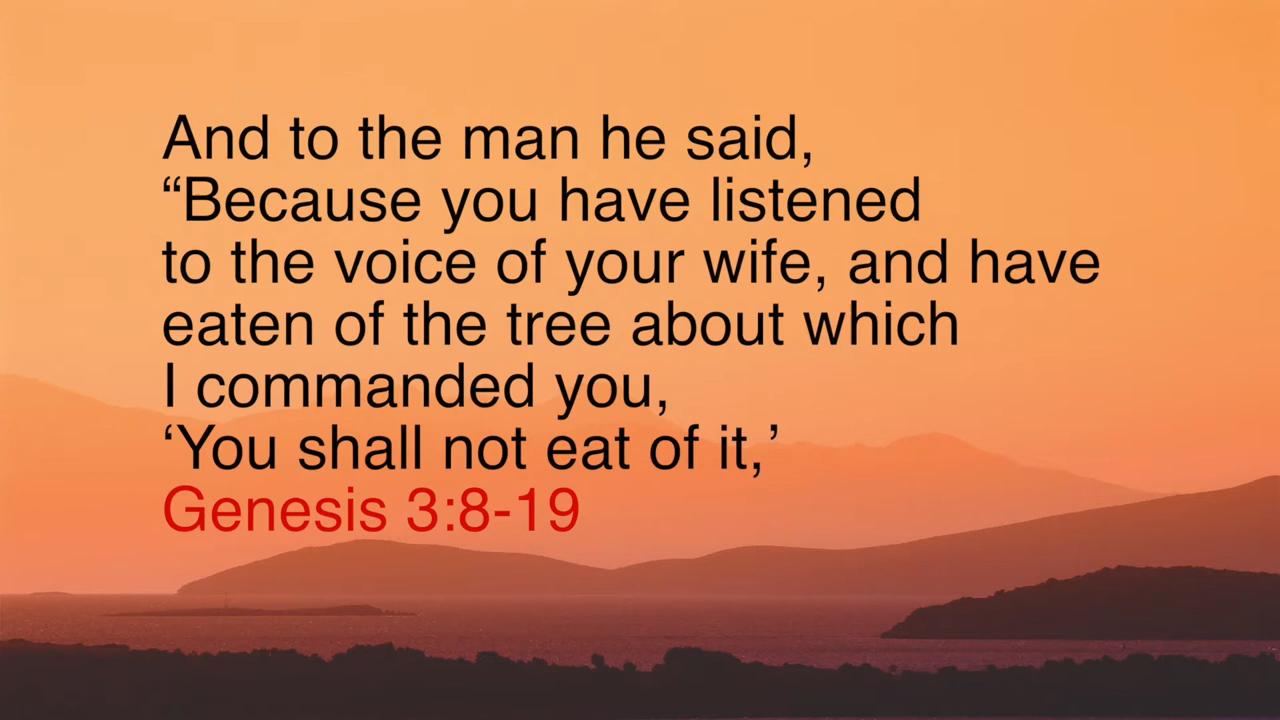 And to the man he said,
“Because you have listened
to the voice of your wife, and have
eaten of the tree about which
I commanded you,
‘You shall not eat of it,’
Genesis 3:8-19